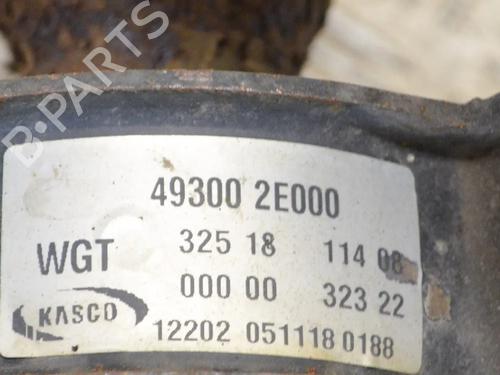 B-PARTS
49300 2E000
WGT 325 18 114 08
000 00 323 22
KASCO
12202 051118 0188